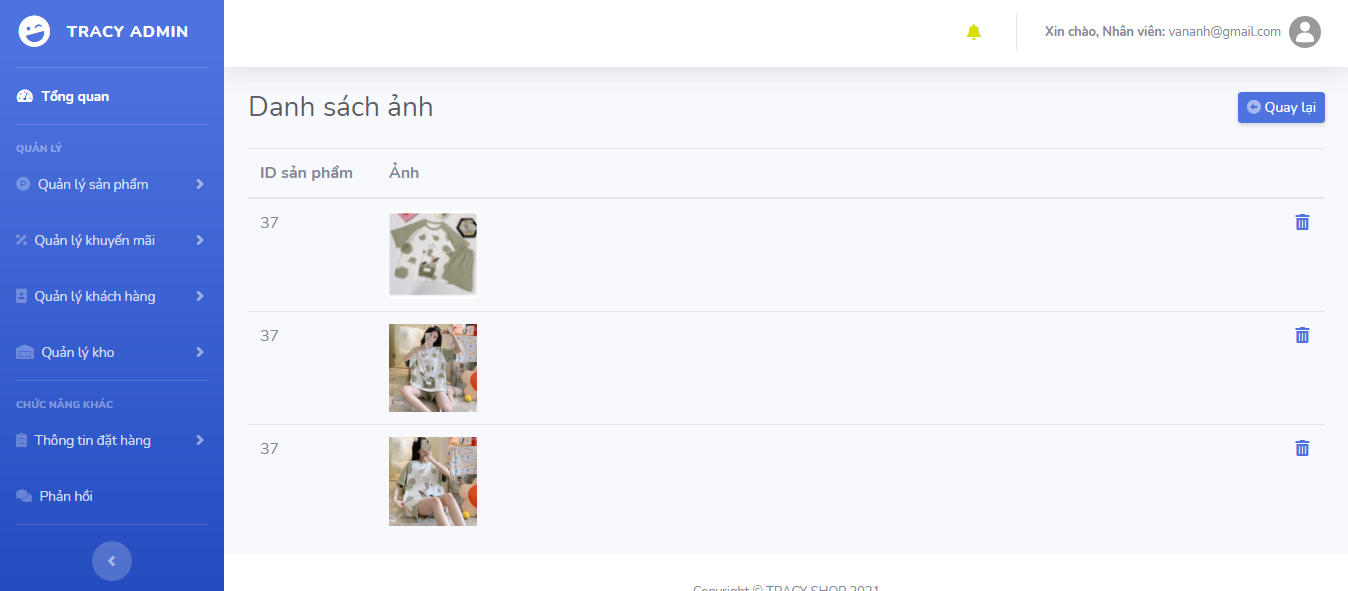 TRACY ADMIN
Xin chào, Nhân viên: vananh@gmail.com
Tổng quan
QUẢN LÝ
Quản lý sản phẩm
Quản lý khuyến mãi
Quản lý khách hàng
Quản lý kho
CHỨC NĂNG KHÁC
Thông tin đặt hàng
Phản hồi
Danh sách ảnh
Quay lại
ID sản phẩm Ảnh
37
37
37
Copyright © TRACY SHOP 2021